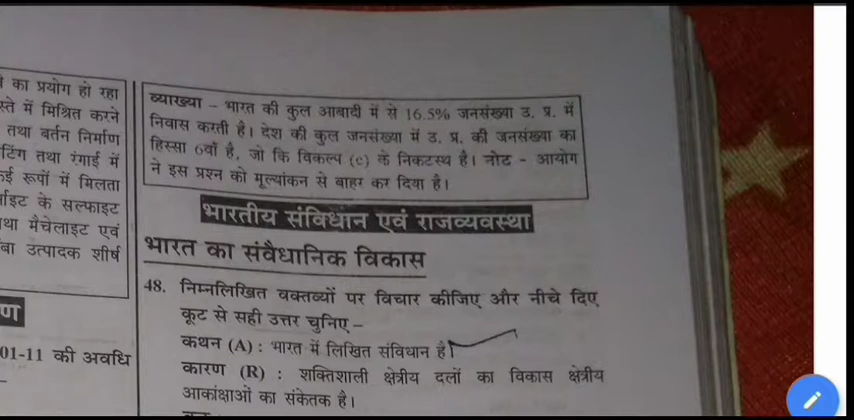 का प्रयोग हो रहा
स्ते में मिश्रित करने
तथा बर्तन निर्माण
टिंग तथा रंगाई में
कई रूपों में मिलता
के सल्फाइट
था मैचेलाइट एवं
बा उत्पादक शीर्ष
ण
01-11 की अवधि
व्याख्या – भारत की कुल आबादी में से 16.5% जनसंख्या उ. प्र. में
निवास करती है। देश की कुल जनसंख्या में उ. प्र. की जनसंख्या का
हिस्सा 6वाँ है, जो कि विकल्प (c) के निकटस्थ है। नोट - आयोग
ने इस प्रश्न को मूल्यांकन से बाहर कर दिया है।
भारतीय संविधान एवं राजव्यवस्था
भारत का संवैधानिक विकास
48. निम्नलिखित वक्तव्यों पर विचार कीजिए और नीचे दिए
कूट से सही उत्तर चुनिए –
कथन (A) : भारत में लिखित संविधान है।
कारण (R) : शक्तिशाली क्षेत्रीय दलों का विकास क्षेत्रीय
आकांक्षाओं का संकेतक है।